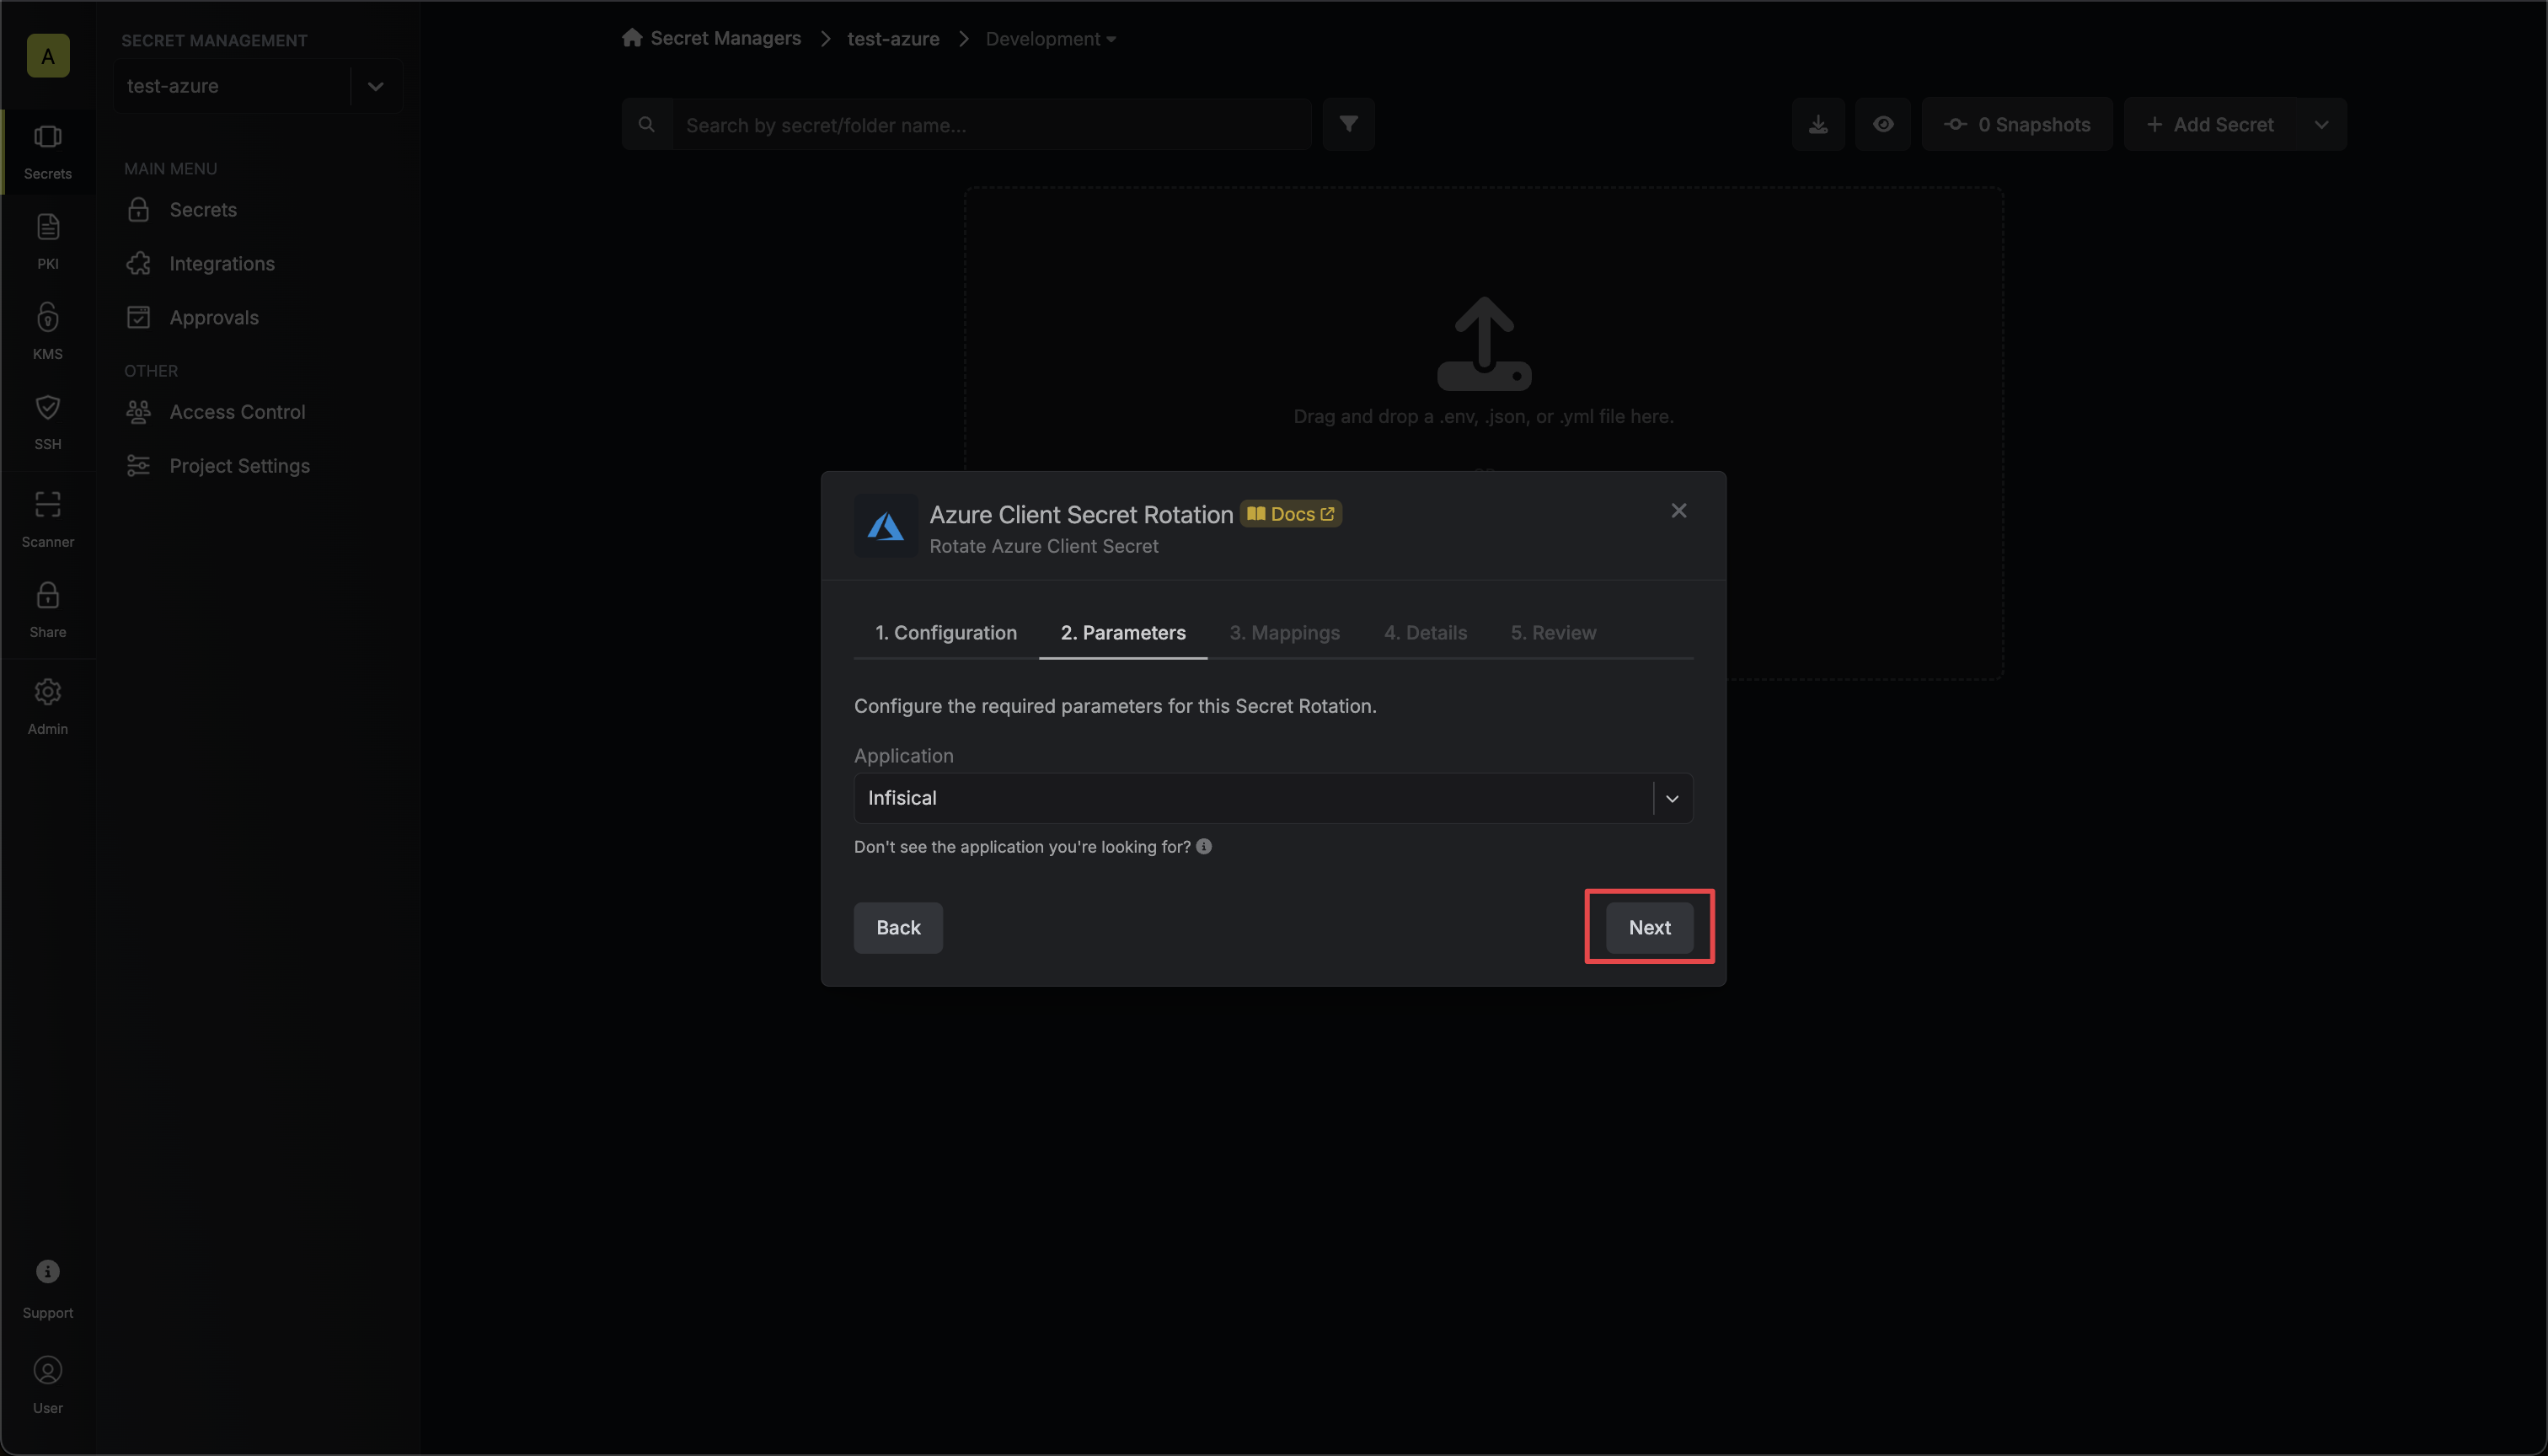 A
Secrets
PKI
KMS
SSH
Scanner
Share
Admin
Support
User
SECRET MANAGEMENT
test-azure
MAIN MENU
Secrets
Integrations
Approvals
OTHER
Access Control
Project Settings
Secret Managers
test-azure
Development
Search by secret/folder name...
0 Snapshots
Add Secret
Drag and drop a .env, .json, or .yml file here.
Azure Client Secret Rotation
Docs
Rotate Azure Client Secret
1. Configuration
2. Parameters
3. Mappings
4. Details
5. Review
Configure the required parameters for this Secret Rotation.
Application
Infisical
Don't see the application you're looking for?
Back
Next